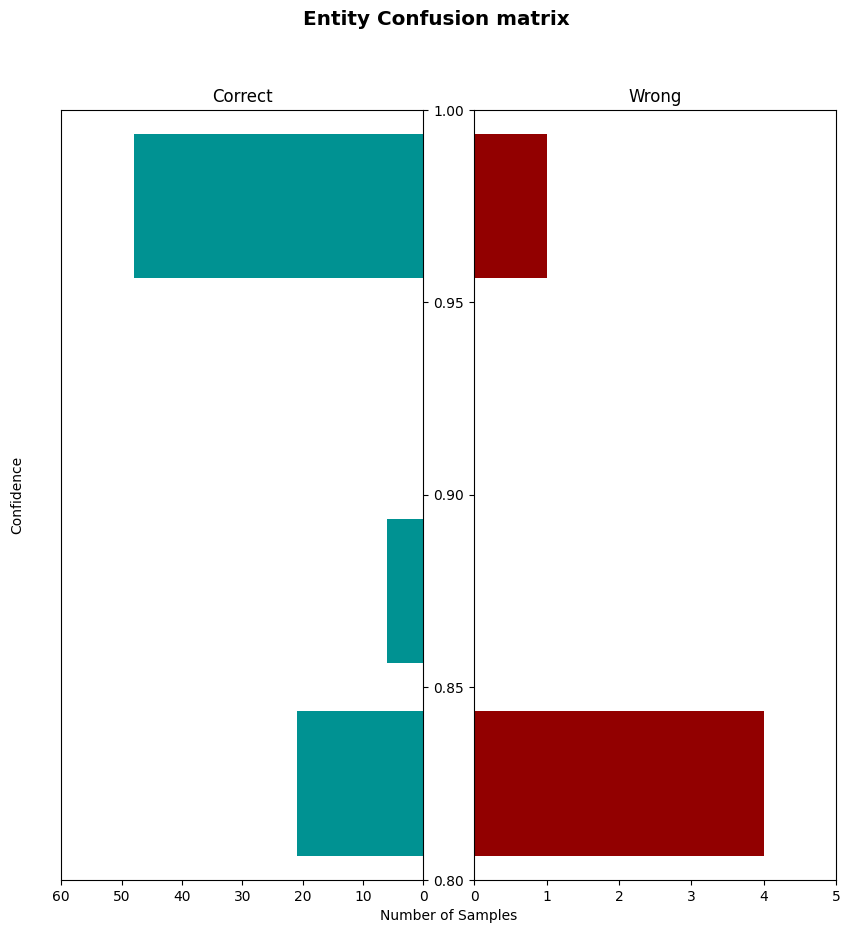 Entity Confusion matrix
Correct
Wrong
1.00
0.95
0.90
0.85
0.80
Confidence
60 50 40 30 20 10 0
0 1 2 3 4 5
Number of Samples